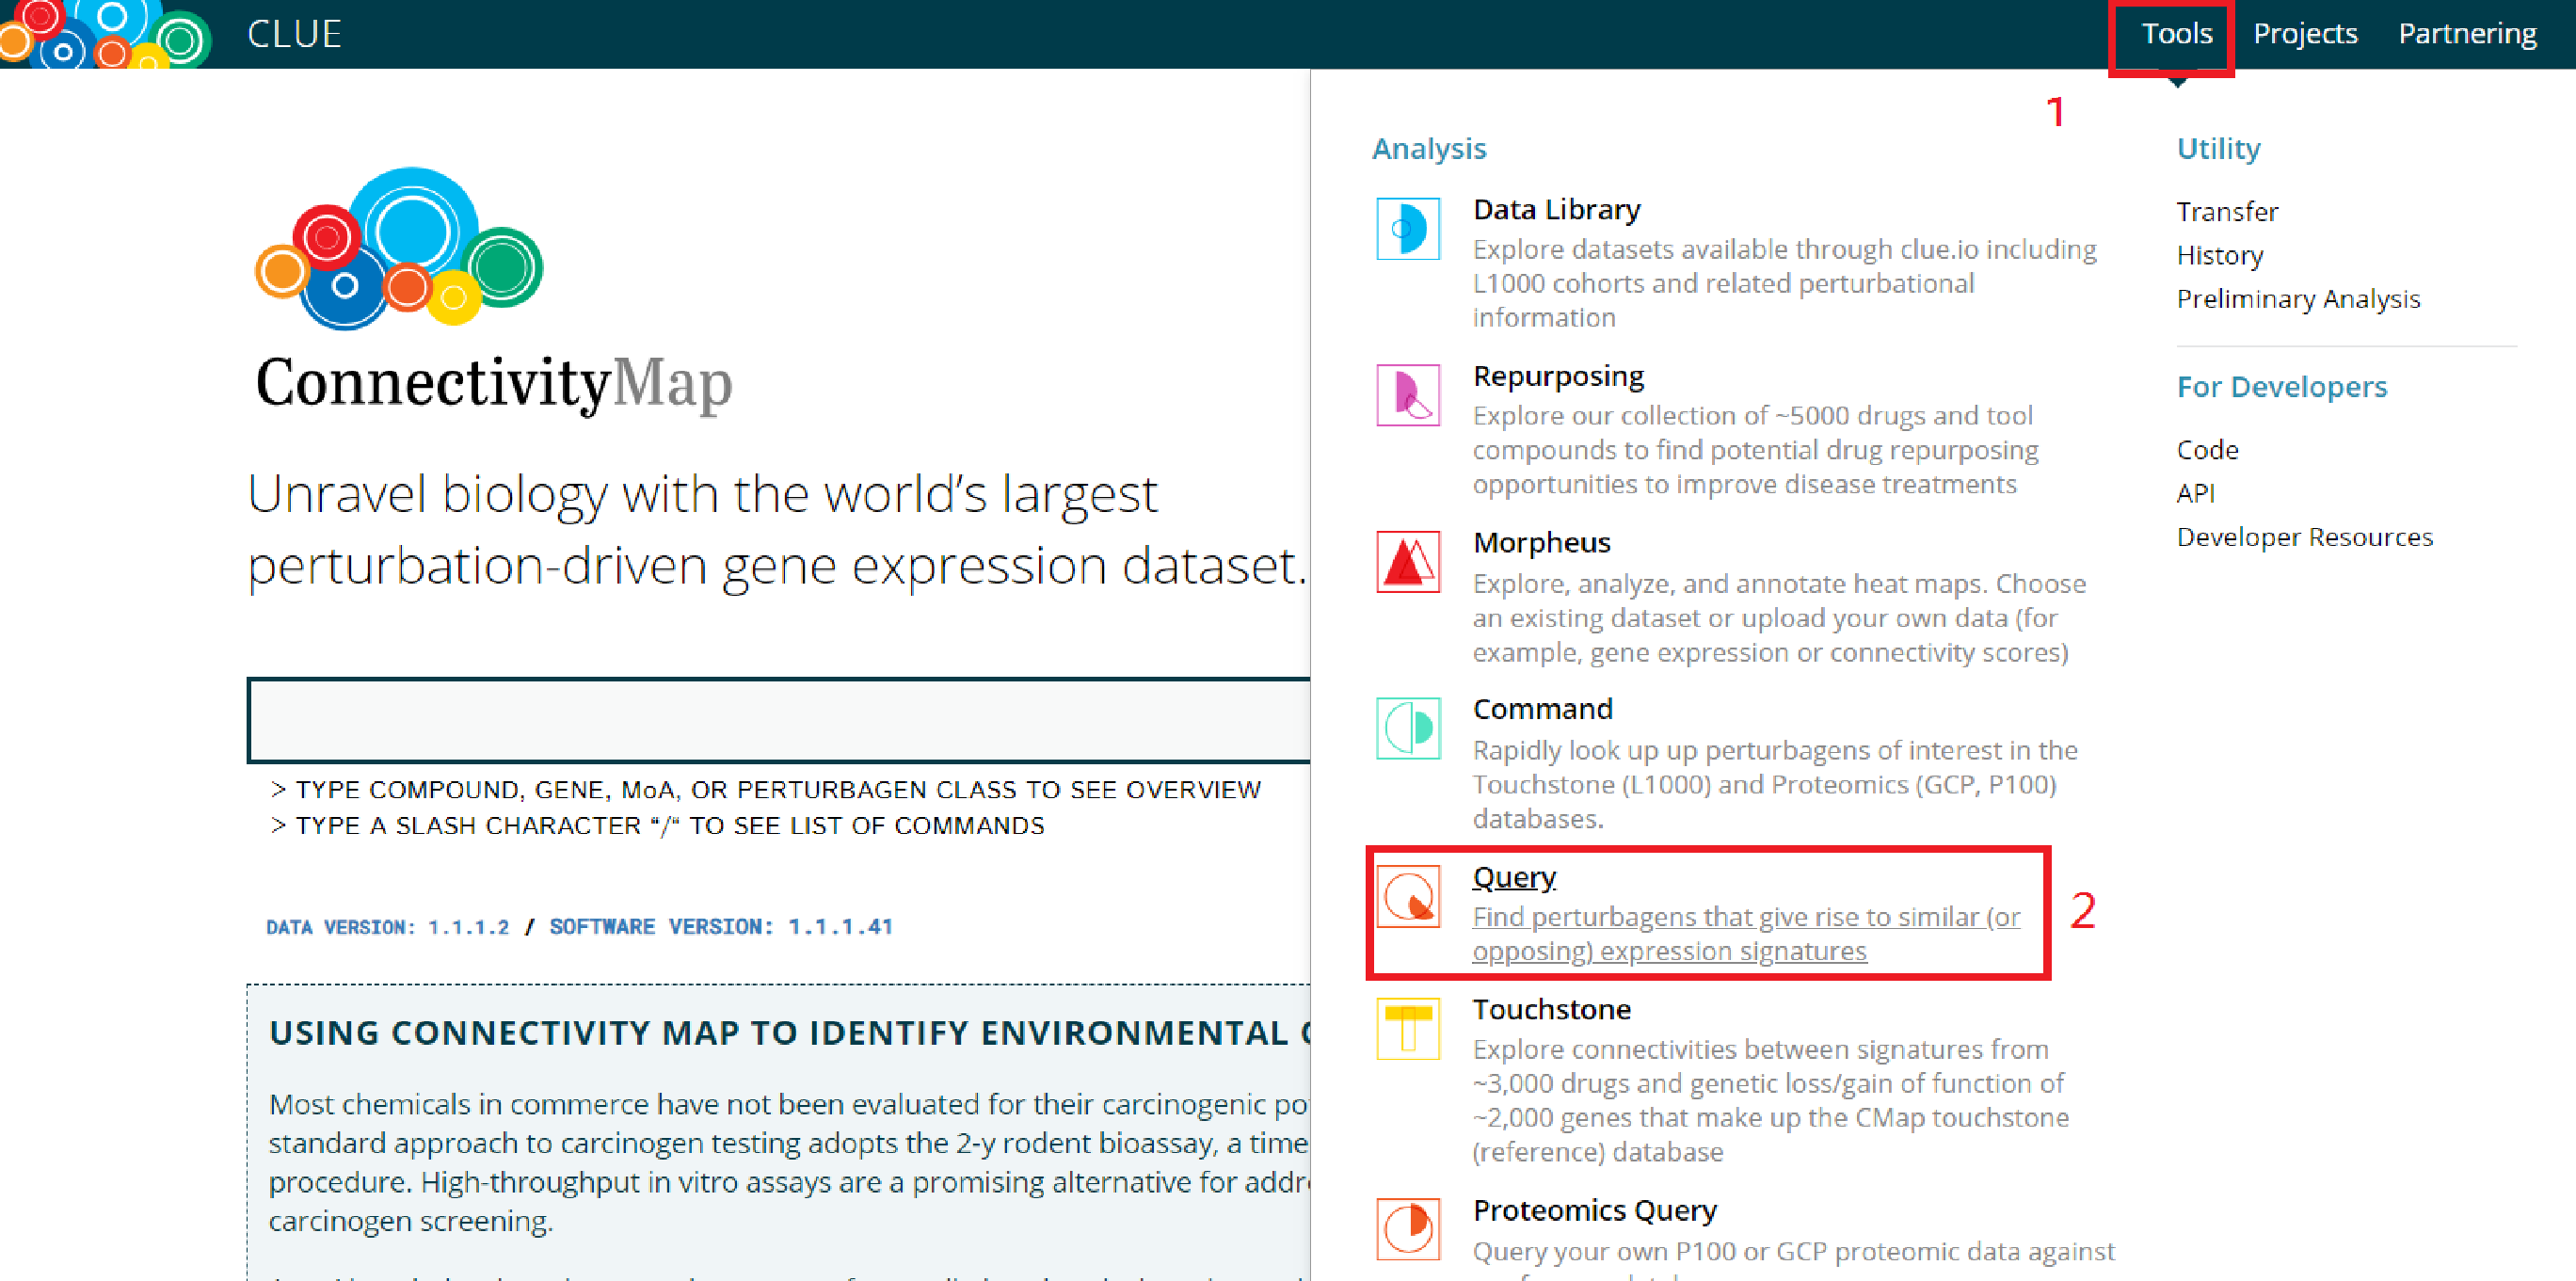 CLUE
Tools Projects Partnering
1
ConnectivityMap
Unravel biology with the world's largest
perturbation-driven gene expression dataset.
> TYPE COMPOUND, GENE, MoA, OR PERTURBAGEN CLASS TO SEE OVERVIEW
> TYPE A SLASH CHARACTER “/“ TO SEE LIST OF COMMANDS
DATA VERSION: 1.1.1.2 / SOFTWARE VERSION: 1.1.1.41
USING CONNECTIVITY MAP TO IDENTIFY ENVIRONMENTAL
Most chemicals in commerce have not been evaluated for their carcinogenic po
standard approach to carcinogen testing adopts the 2-y rodent bioassay, a time
procedure. High-throughput in vitro assays are a promising alternative for addr
carcinogen screening.
Analysis
Data Library
Explore datasets available through clue.io including
L1000 cohorts and related perturbational
information
Repurposing
Explore our collection of ~5000 drugs and tool
compounds to find potential drug repurposing
opportunities to improve disease treatments
Morpheus
Explore, analyze, and annotate heat maps. Choose
an existing dataset or upload your own data (for
example, gene expression or connectivity scores)
Command
Rapidly look up up perturbagens of interest in the
Touchstone (L1000) and Proteomics (GCP, P100)
databases.
Query
Find perturbagens that give rise to similar (or
opposing) expression signatures
2
Touchstone
Explore connectivities between signatures from
~3,000 drugs and genetic loss/gain of function of
~2,000 genes that make up the CMap touchstone
(reference) database
Proteomics Query
Query your own P100 or GCP proteomic data against
Utility
Transfer
History
Preliminary Analysis
For Developers
Code
API
Developer Resources